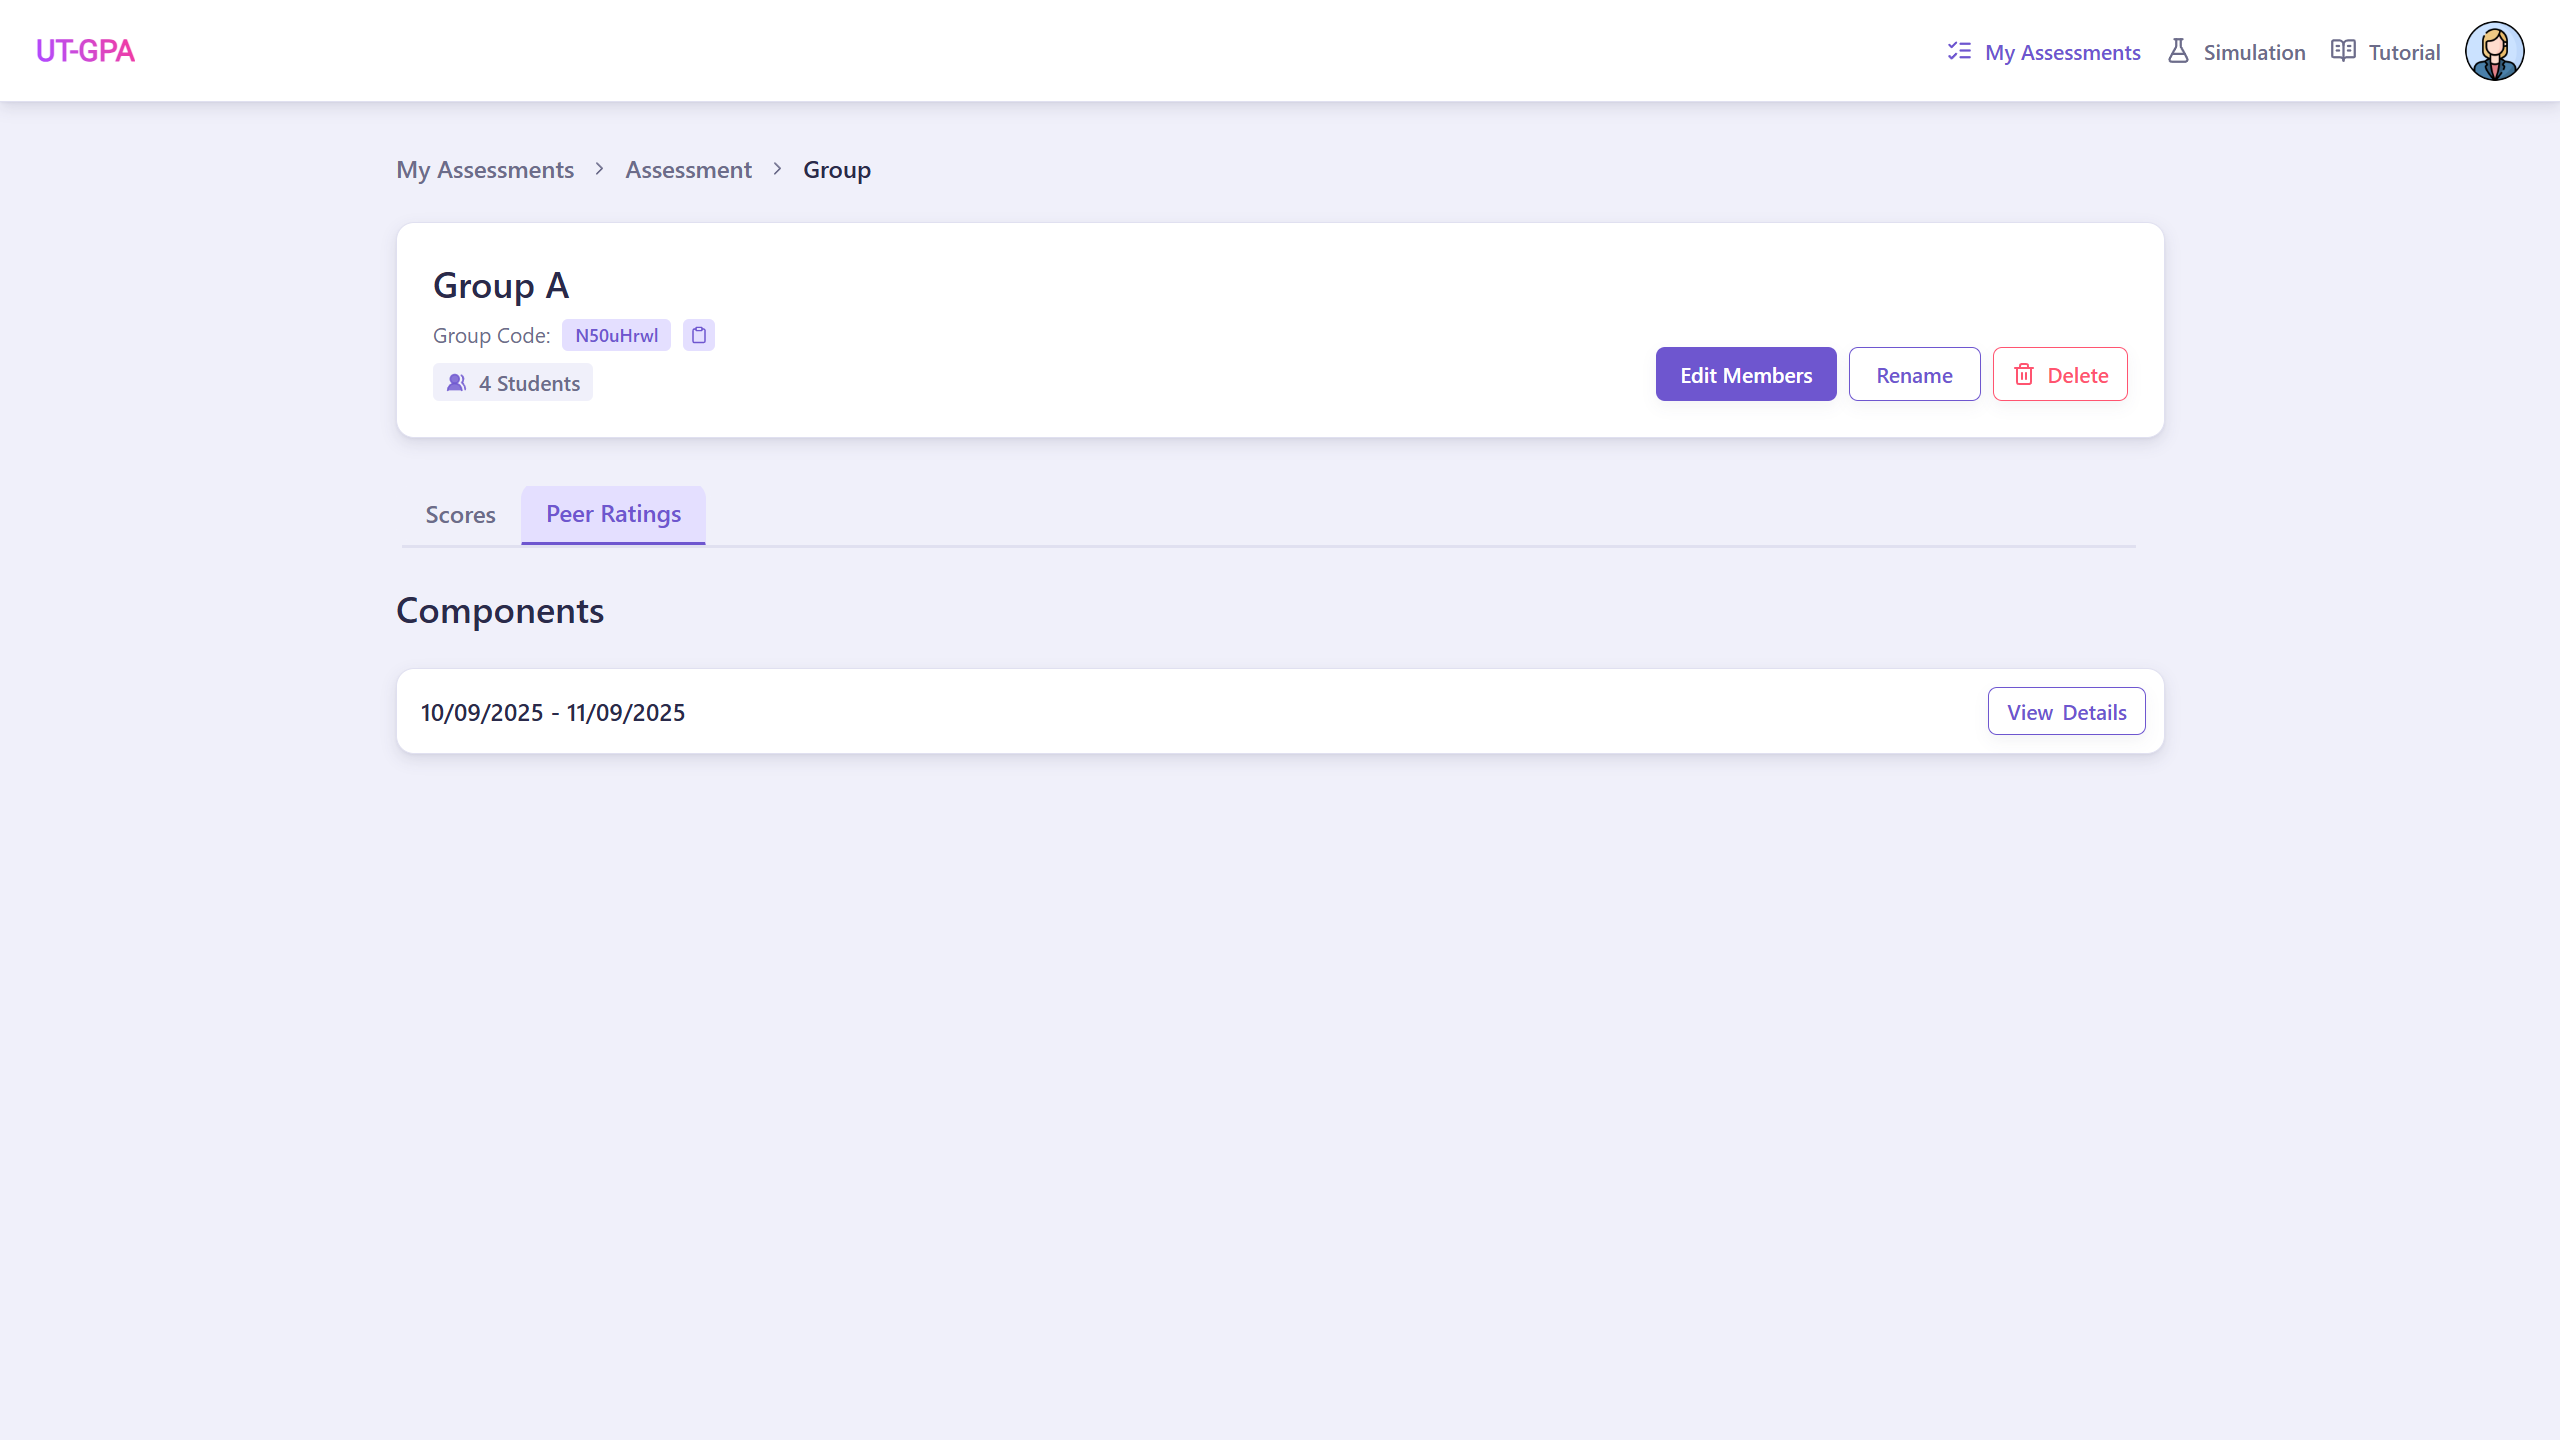 UT-GPA
My Assessments Simulation Tutorial
My Assessments > Assessment > Group
Group A
Group Code: N50uHrwl
4 Students
Edit Members Rename Delete
Scores Peer Ratings
Components
10/09/2025 - 11/09/2025 View Details